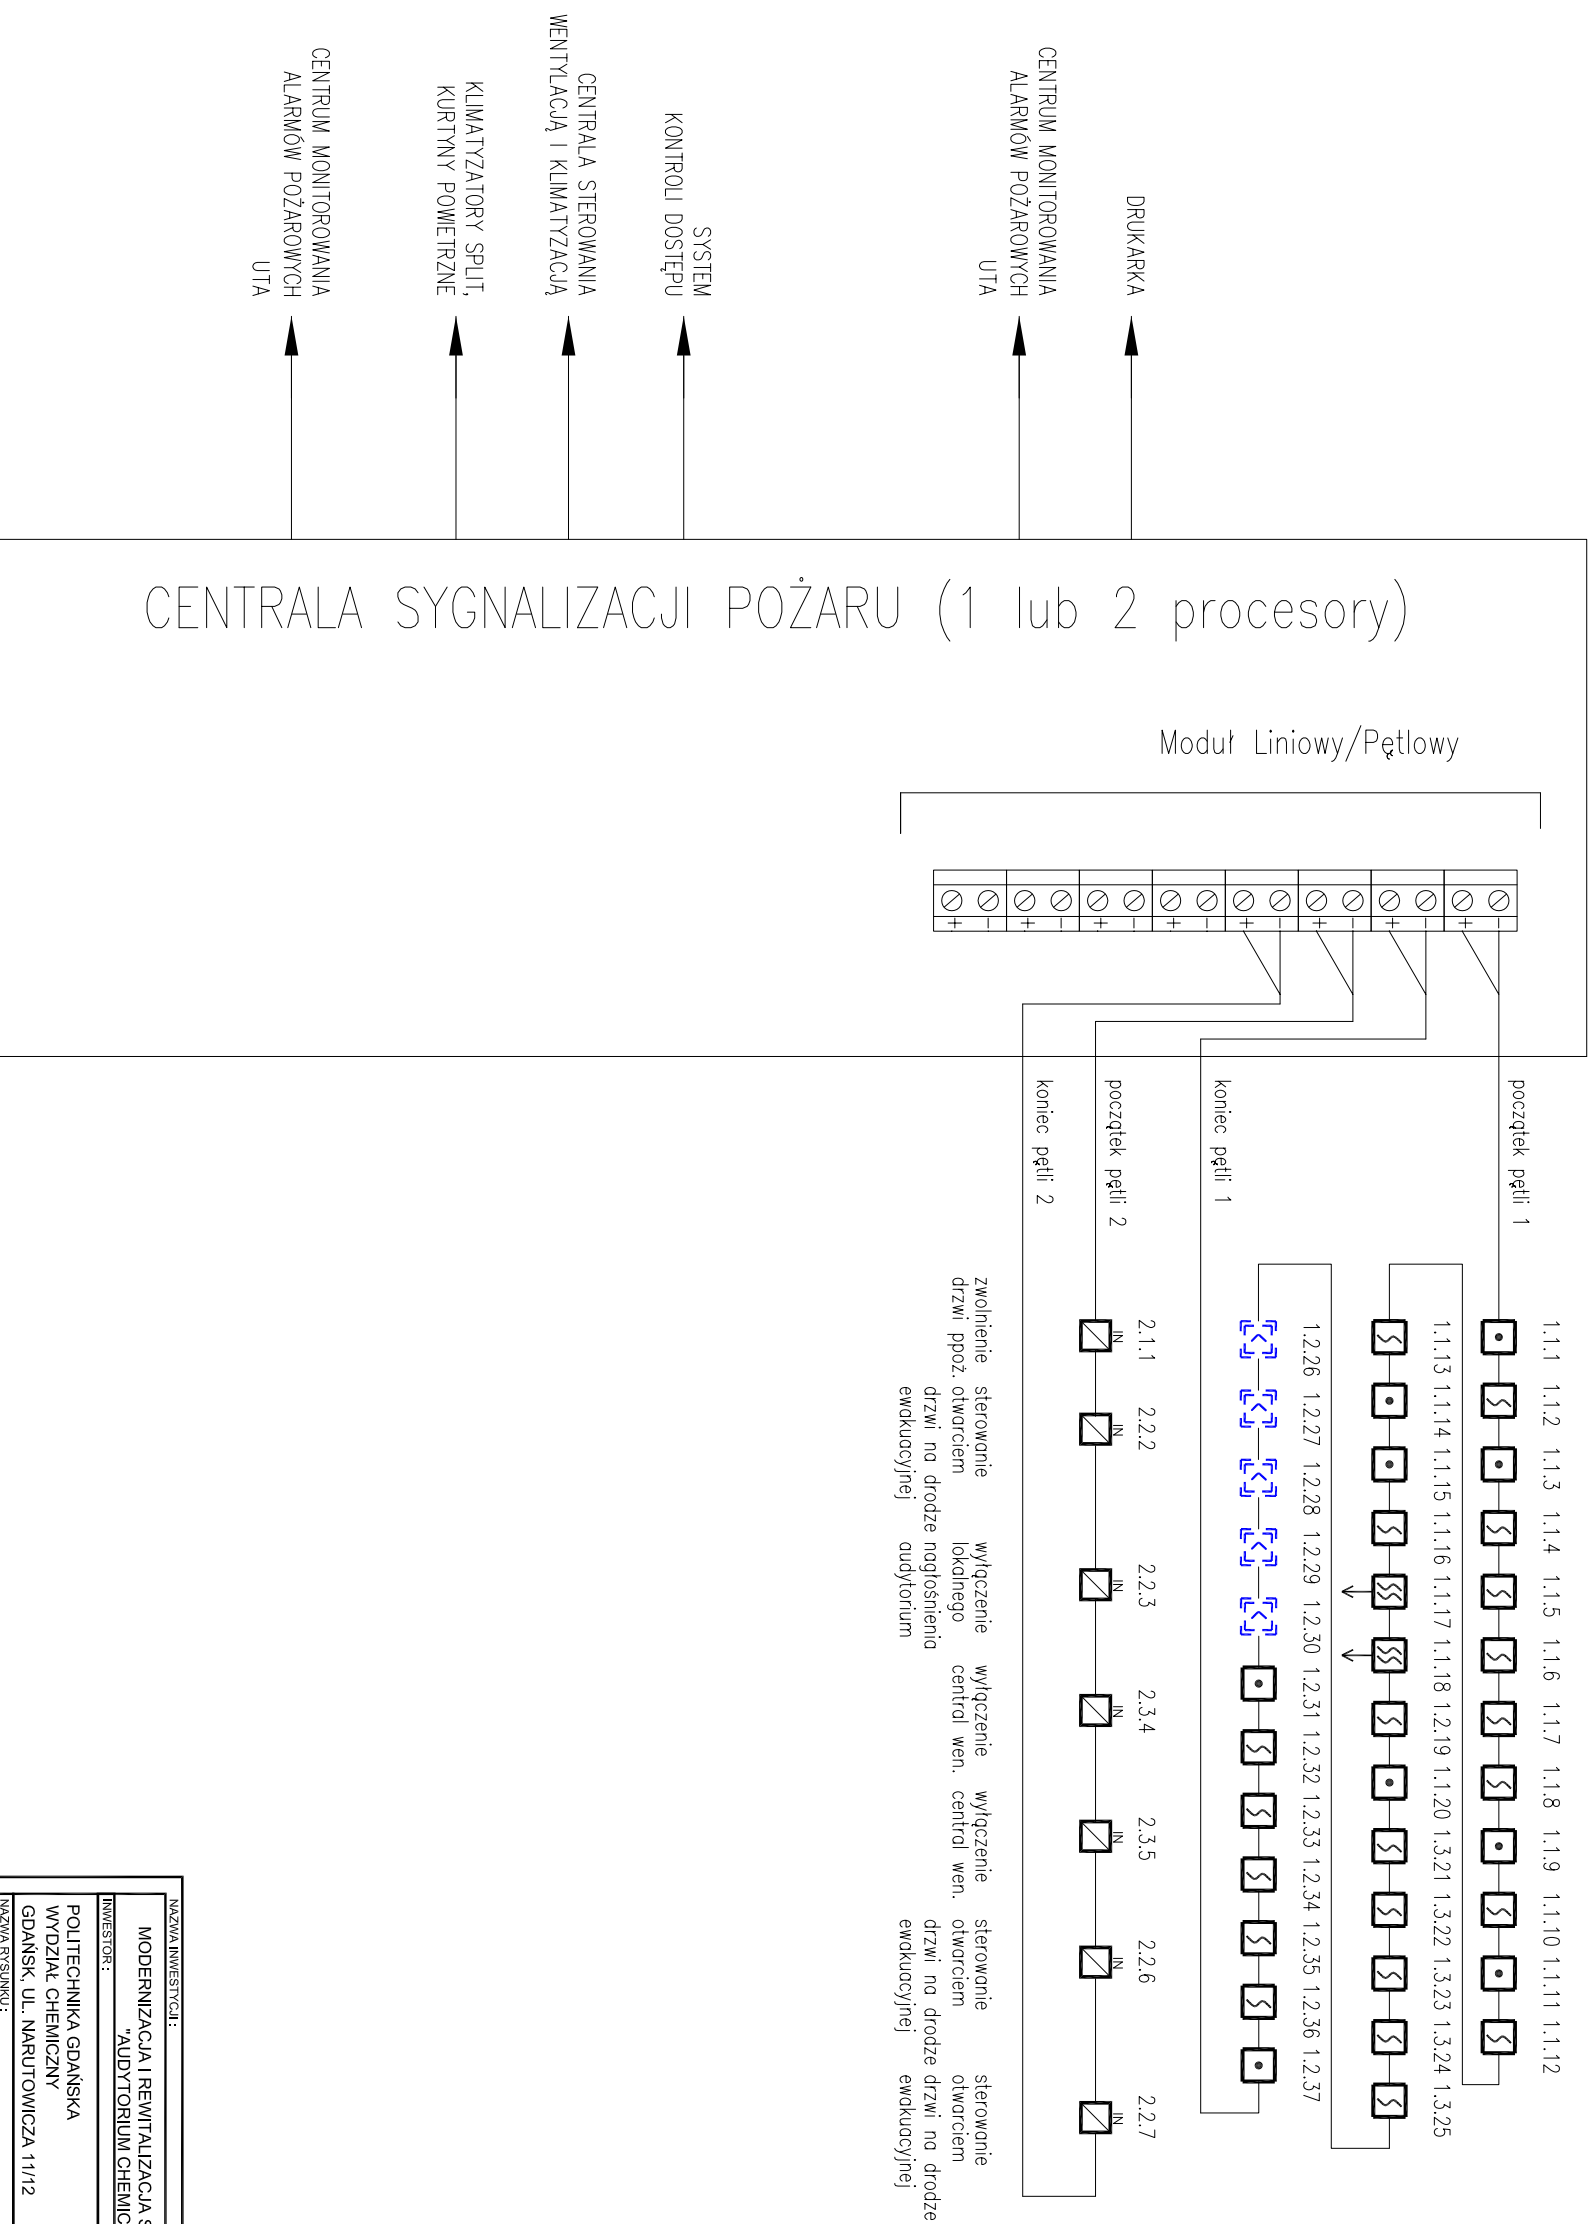 DRUKARKA
CENTRUM MONITOROWANIA
ALARMÓW POŻAROWYCH
UTA
SYSTEM
KONTROLI DOSTĘPU
CENTRALA STEROWANIA
WENTYLACJĄ I KLIMATYZACJĄ
KLIMATYZATORY SPLIT,
KURTYNY POWIETRZNE
CENTRUM MONITOROWANIA
ALARMÓW POŻAROWYCH
UTA
CENTRALA SYGNALIZACJI POŻARU (1 lub 2 procesory)
Moduł Liniowy/Pętlowy
+ - + - + - + - + - + - + - + -
początek pętli 1
koniec pętli 1
początek pętli 2
koniec pętli 2
1.1.1 1.1.2 1.1.3 1.1.4 1.1.5 1.1.6 1.1.7 1.1.8 1.1.9 1.1.10 1.1.11 1.1.12
1.1.13 1.1.14 1.1.15 1.1.16 1.1.17 1.1.18 1.2.19 1.1.20 1.3.21 1.3.22 1.3.23 1.3.24 1.3.25
1.2.26 1.2.27 1.2.28 1.2.29 1.2.30 1.2.31 1.2.32 1.2.33 1.2.34 1.2.35 1.2.36 1.2.37
2.1.1 2.2.2 2.2.3 2.3.4 2.3.5 2.2.6 2.2.7
IN IN IN IN IN IN IN
zwolnienie
drzwi ppoż.
sterowanie
otwarciem
drzwi na drodze
ewakuacyjnej
wyłączenie
lokalnego
nagłośnienia
audytorium
wyłączenie
central wen.
wyłączenie
central wen.
sterowanie
otwarciem
drzwi na drodze
ewakuacyjnej
sterowanie
otwarciem
drzwi na drodze
ewakuacyjnej
NAZWA INWESTYCJI:
MODERNIZACJA I REWITALIZACJA S
"AUDYTORIUM CHEMIC
INWESTOR:
POLITECHNIKA GDAŃSKA
WYDZIAŁ CHEMICZNY
GDAŃSK, UL. NARUTOWICZA 11/12
NAZWA RYSUNKU: